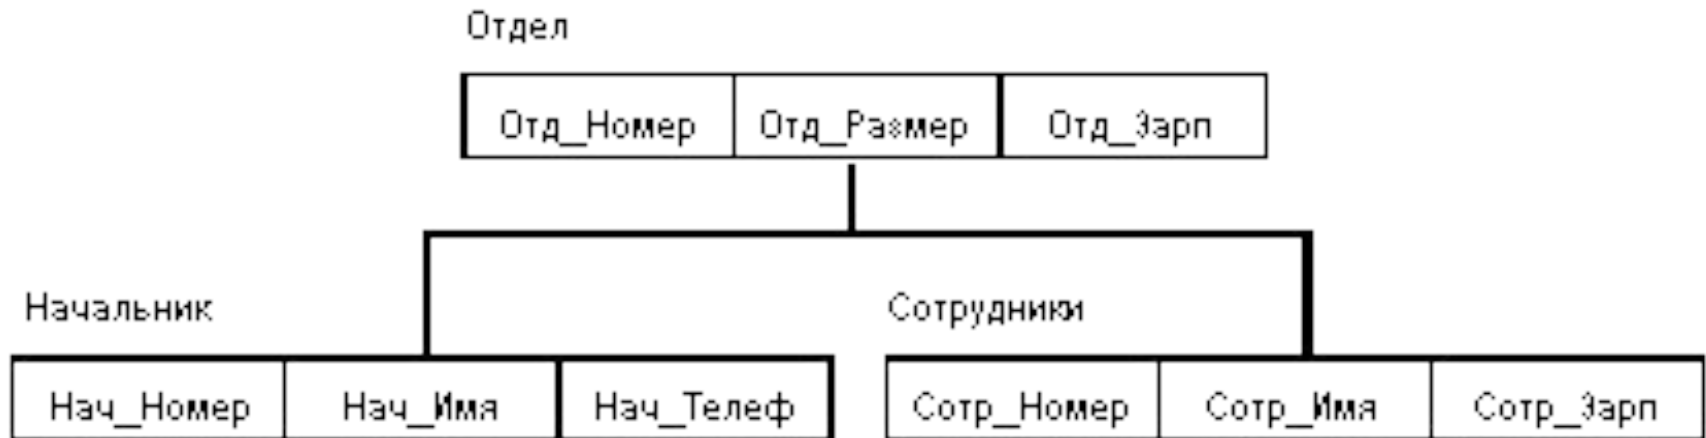 Отдел
Отд_Номер Отд_Размер Отд_Зарп
Начальник Сотрудники
Нач_Номер Нач_Имя Нач_Телеф Сотр_Номер Сотр_Имя Сотр_Зарп